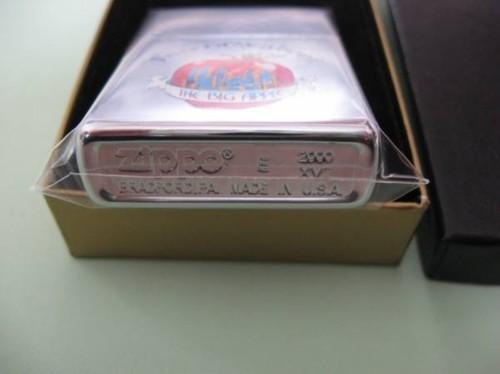 THE BIG APPLE
Zippo® E 2000
XVI
BRADFORD, PA. MADE IN U.S.A.